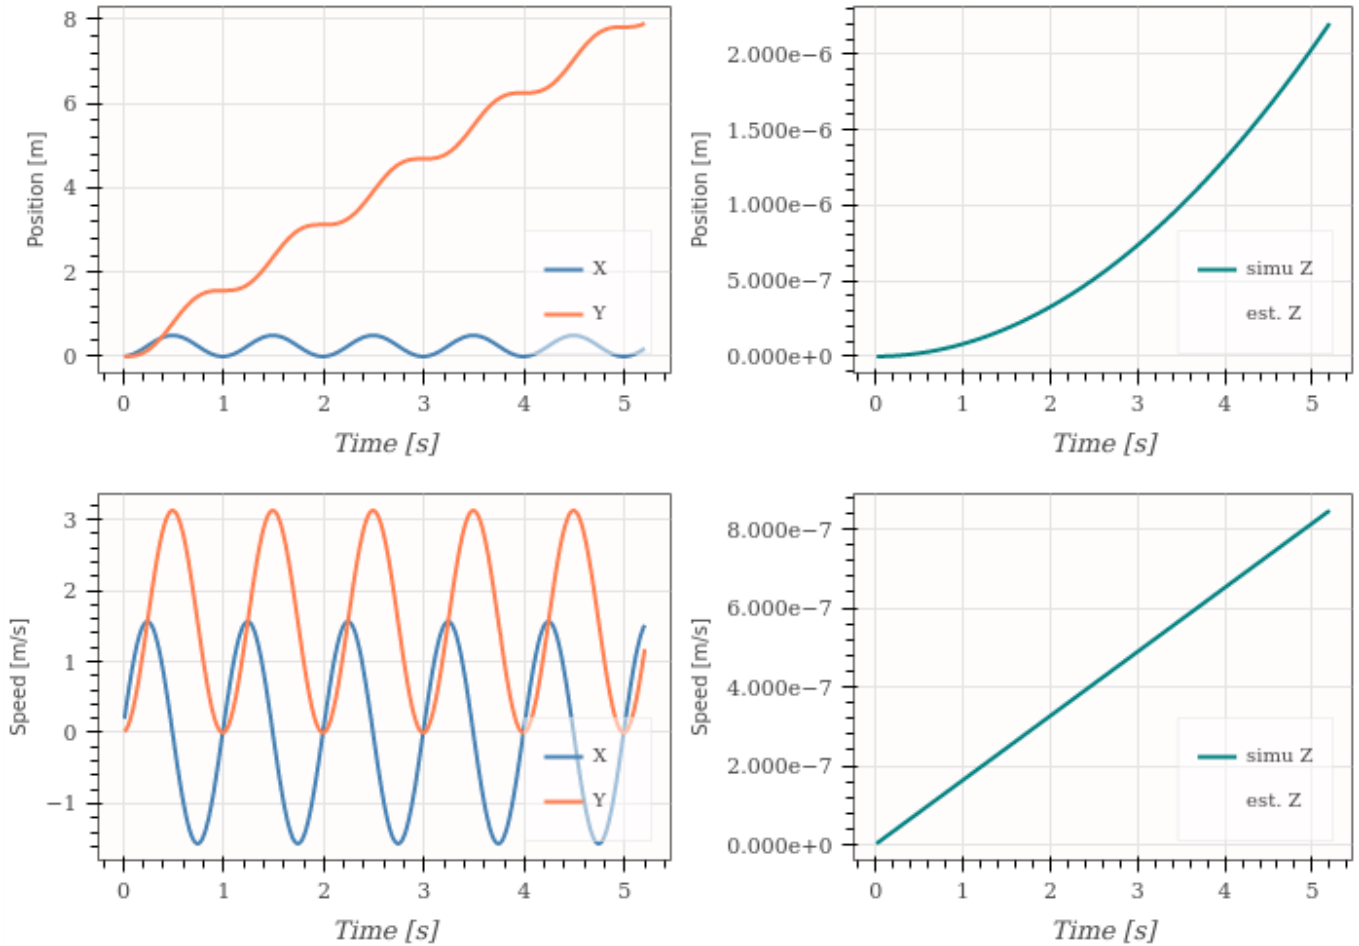 8
6
4
2
0
Position [m]
X
Y
0 1 2 3 4 5
Time [s]
2.000e−6
1.500e−6
1.000e−6
5.000e−7
0.000e+0
Position [m]
simu Z
est. Z
0 1 2 3 4 5
Time [s]
3
2
1
0
−1
Speed [m/s]
X
Y
0 1 2 3 4 5
Time [s]
8.000e−7
6.000e−7
4.000e−7
2.000e−7
0.000e+0
Speed [m/s]
simu Z
est. Z
0 1 2 3 4 5
Time [s]